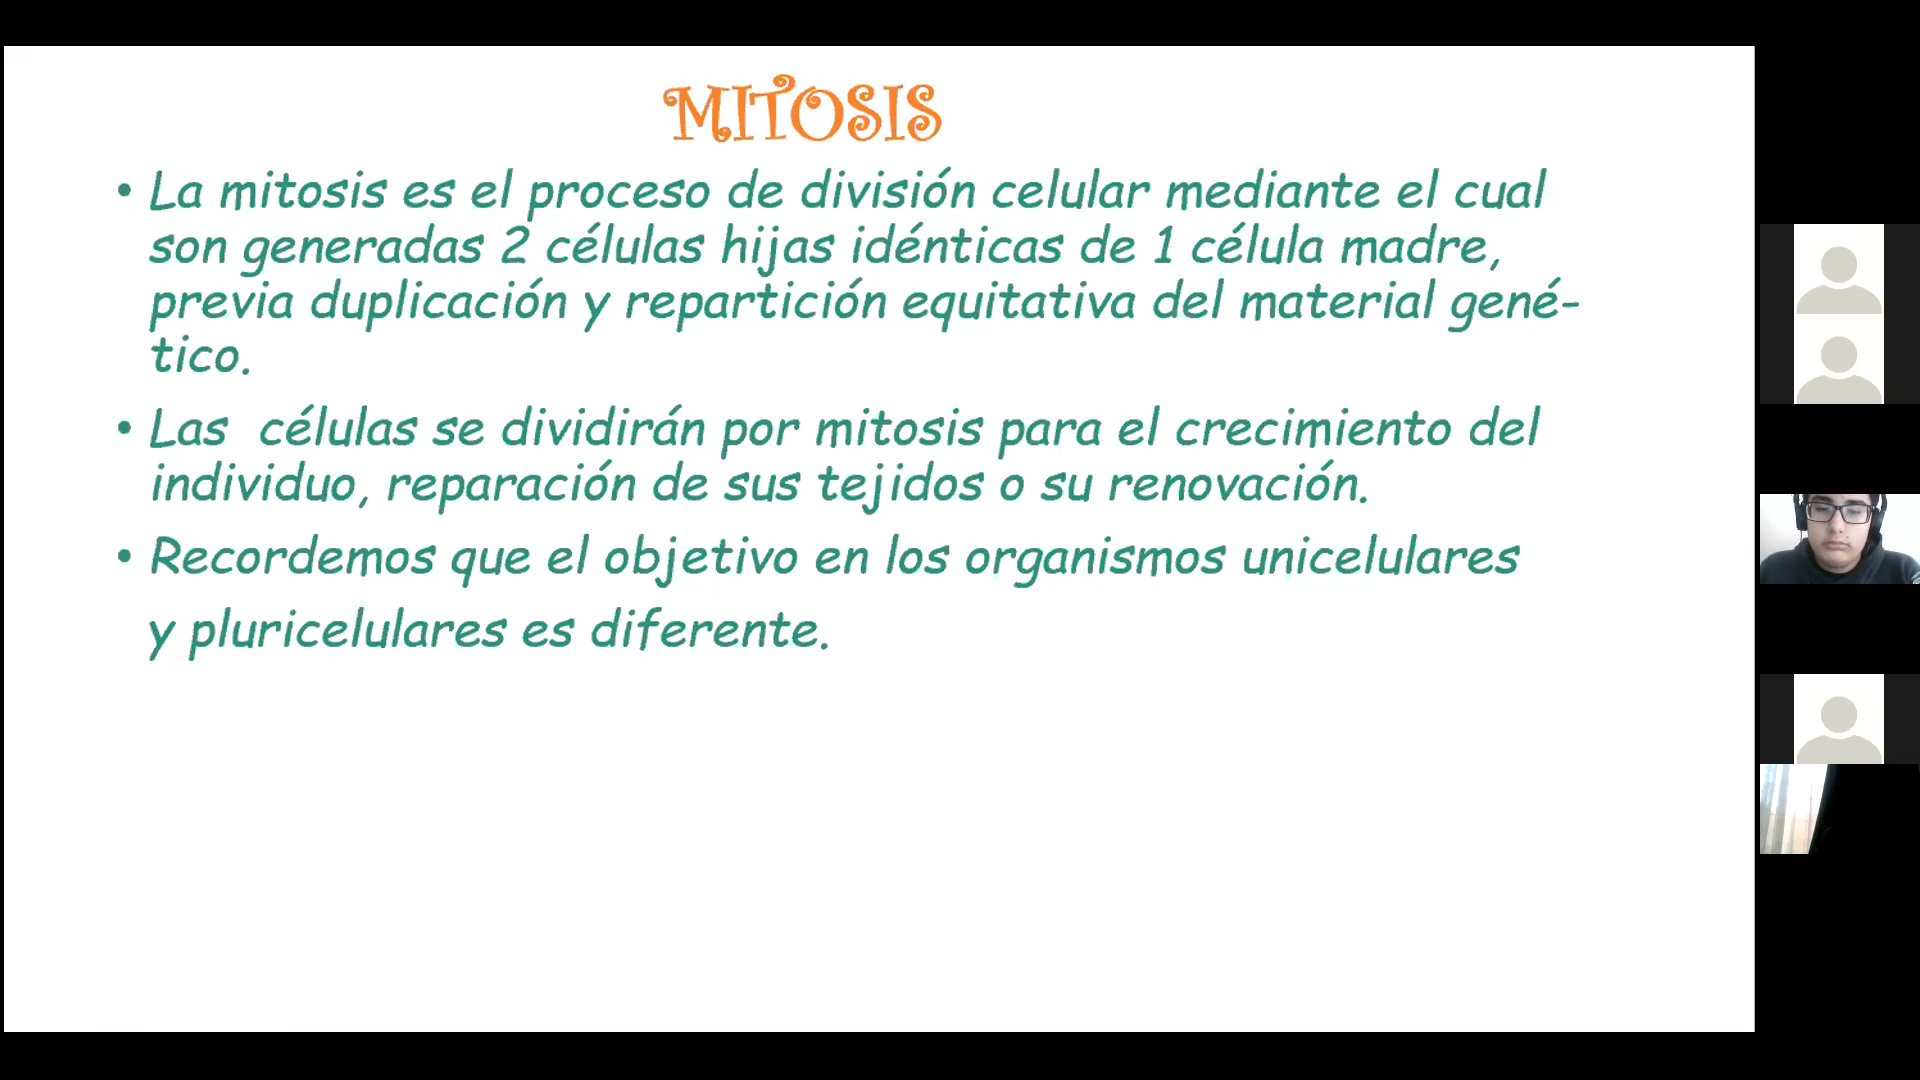 MITOSIS
• La mitosis es el proceso de división celular mediante el cual
son generadas 2 células hijas idénticas de 1 célula madre,
previa duplicación y repartición equitativa del material gené-
tico.
• Las  células se dividirán por mitosis para el crecimiento del
individuo, reparación de sus tejidos o su renovación.
• Recordemos que el objetivo en los organismos unicelulares
y pluricelulares es diferente.